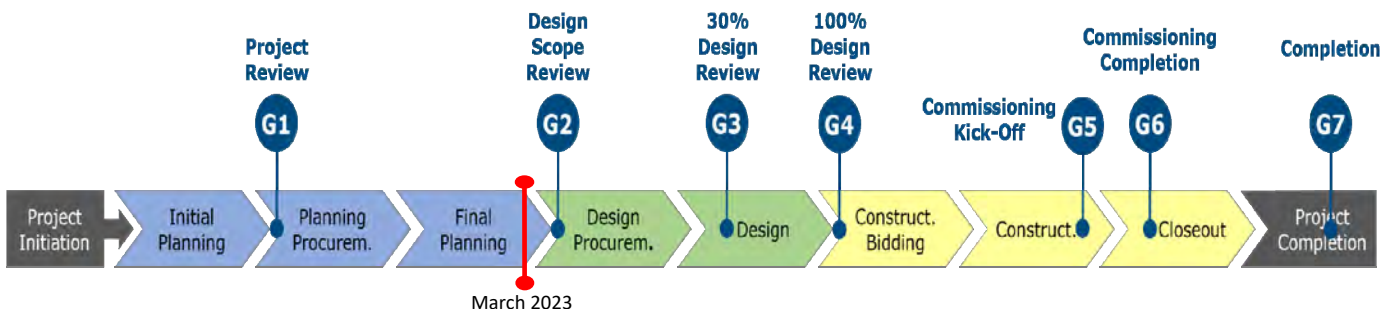 Project
Review
G1
Design
Scope
Review
G2
30%
Design
Review
G3
100%
Design
Review
G4
Commissioning
Kick-Off
G5
Commissioning
Completion
G6
Completion
G7
Project
Initiation
Initial
Planning
Planning
Procurem.
Final
Planning
Design
Procurem.
Design
Construct.
Bidding
Construct.
Closeout
Project
Completion
March 2023